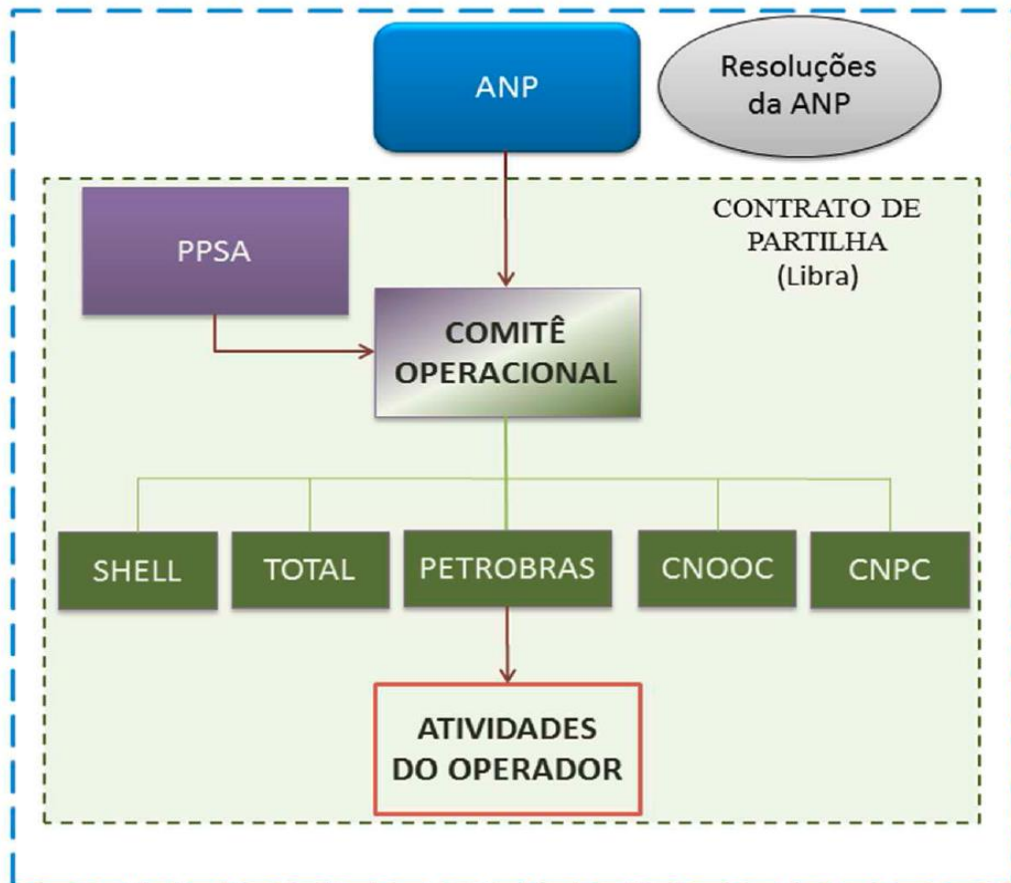 ANP
Resoluções
da ANP
CONTRATO DE
PARTILHA
(Libra)
PPSA
COMITÊ
OPERACIONAL
SHELL
TOTAL
PETROBRAS
CNOOC
CNPC
ATIVIDADES
DO OPERADOR